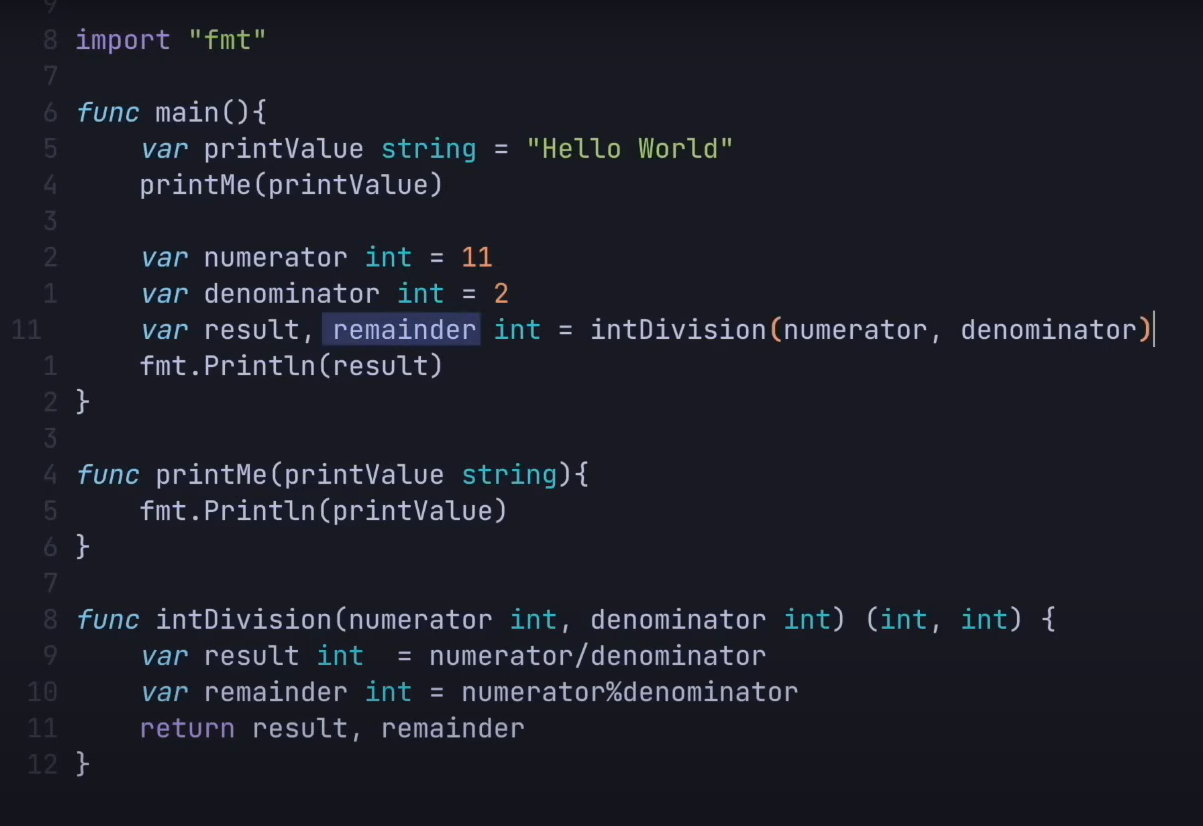 9
8 import "fmt"
7
6 func main(){
5     var printValue string = "Hello World"
4     printMe(printValue)
3
2     var numerator int = 11
1     var denominator int = 2
11     var result, remainder int = intDivision(numerator, denominator)
1     fmt.Println(result)
2 }
3
4 func printMe(printValue string){
5     fmt.Println(printValue)
6 }
7
8 func intDivision(numerator int, denominator int) (int, int) {
9     var result int  = numerator/denominator
10     var remainder int = numerator%denominator
11     return result, remainder
12 }